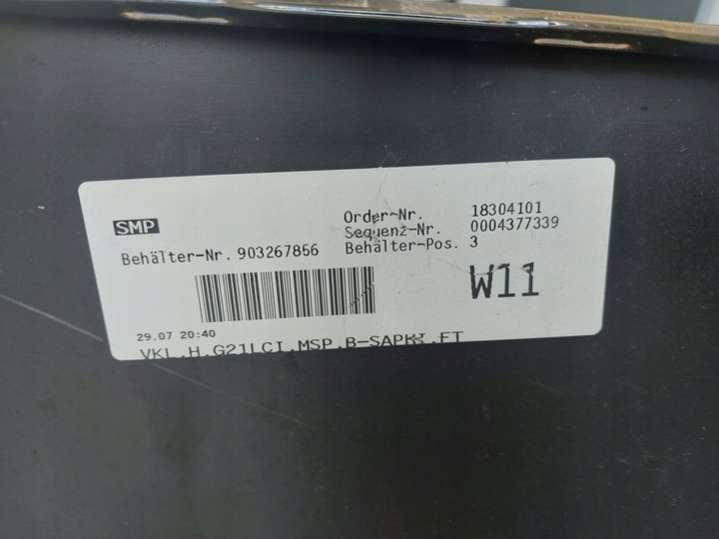 SMP
Order-Nr. 18304101
Sequenz-Nr. 0004377339
Behälter-Nr. 903267856
Behälter-Pos. 3
W11
29.07 20:40
VKL.H.G21LCI.MSP.B-SAPHI.FT